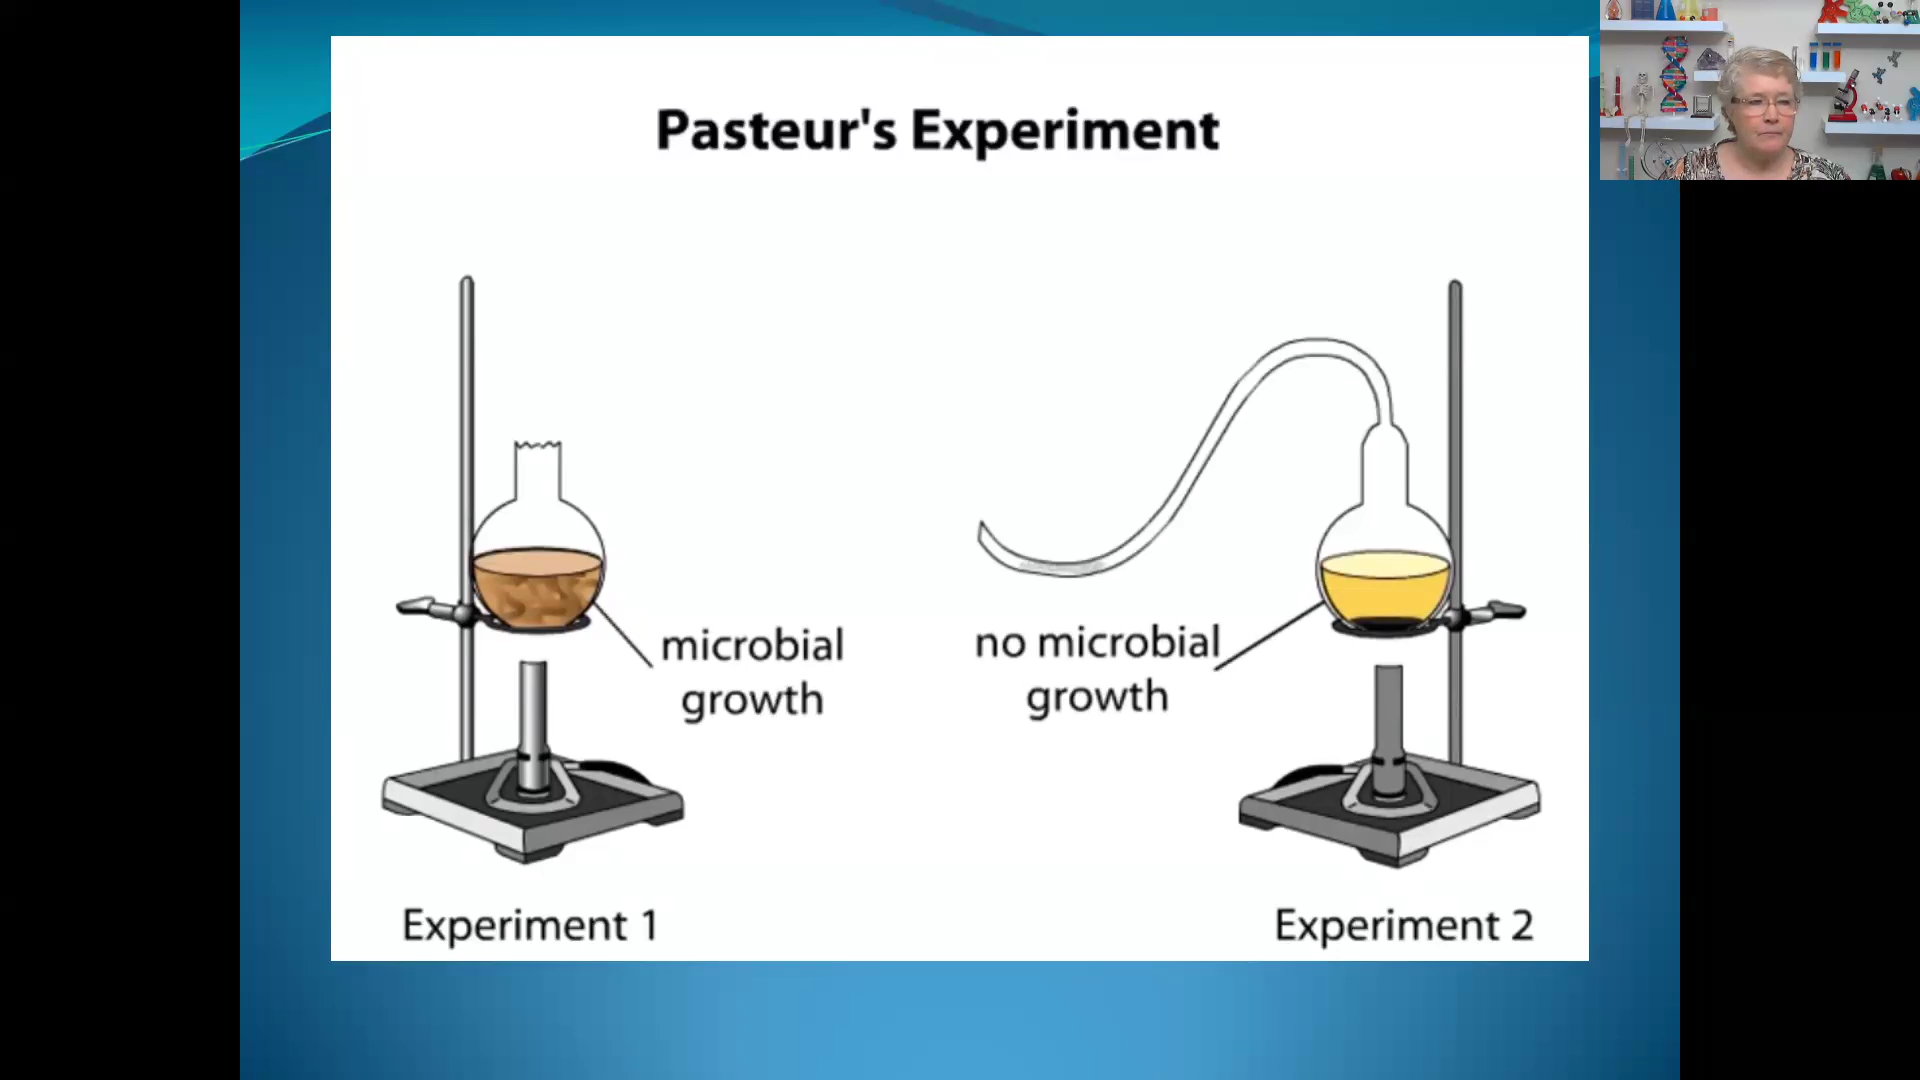 Pasteur's Experiment
microbial
growth
no microbial
growth
Experiment 1
Experiment 2